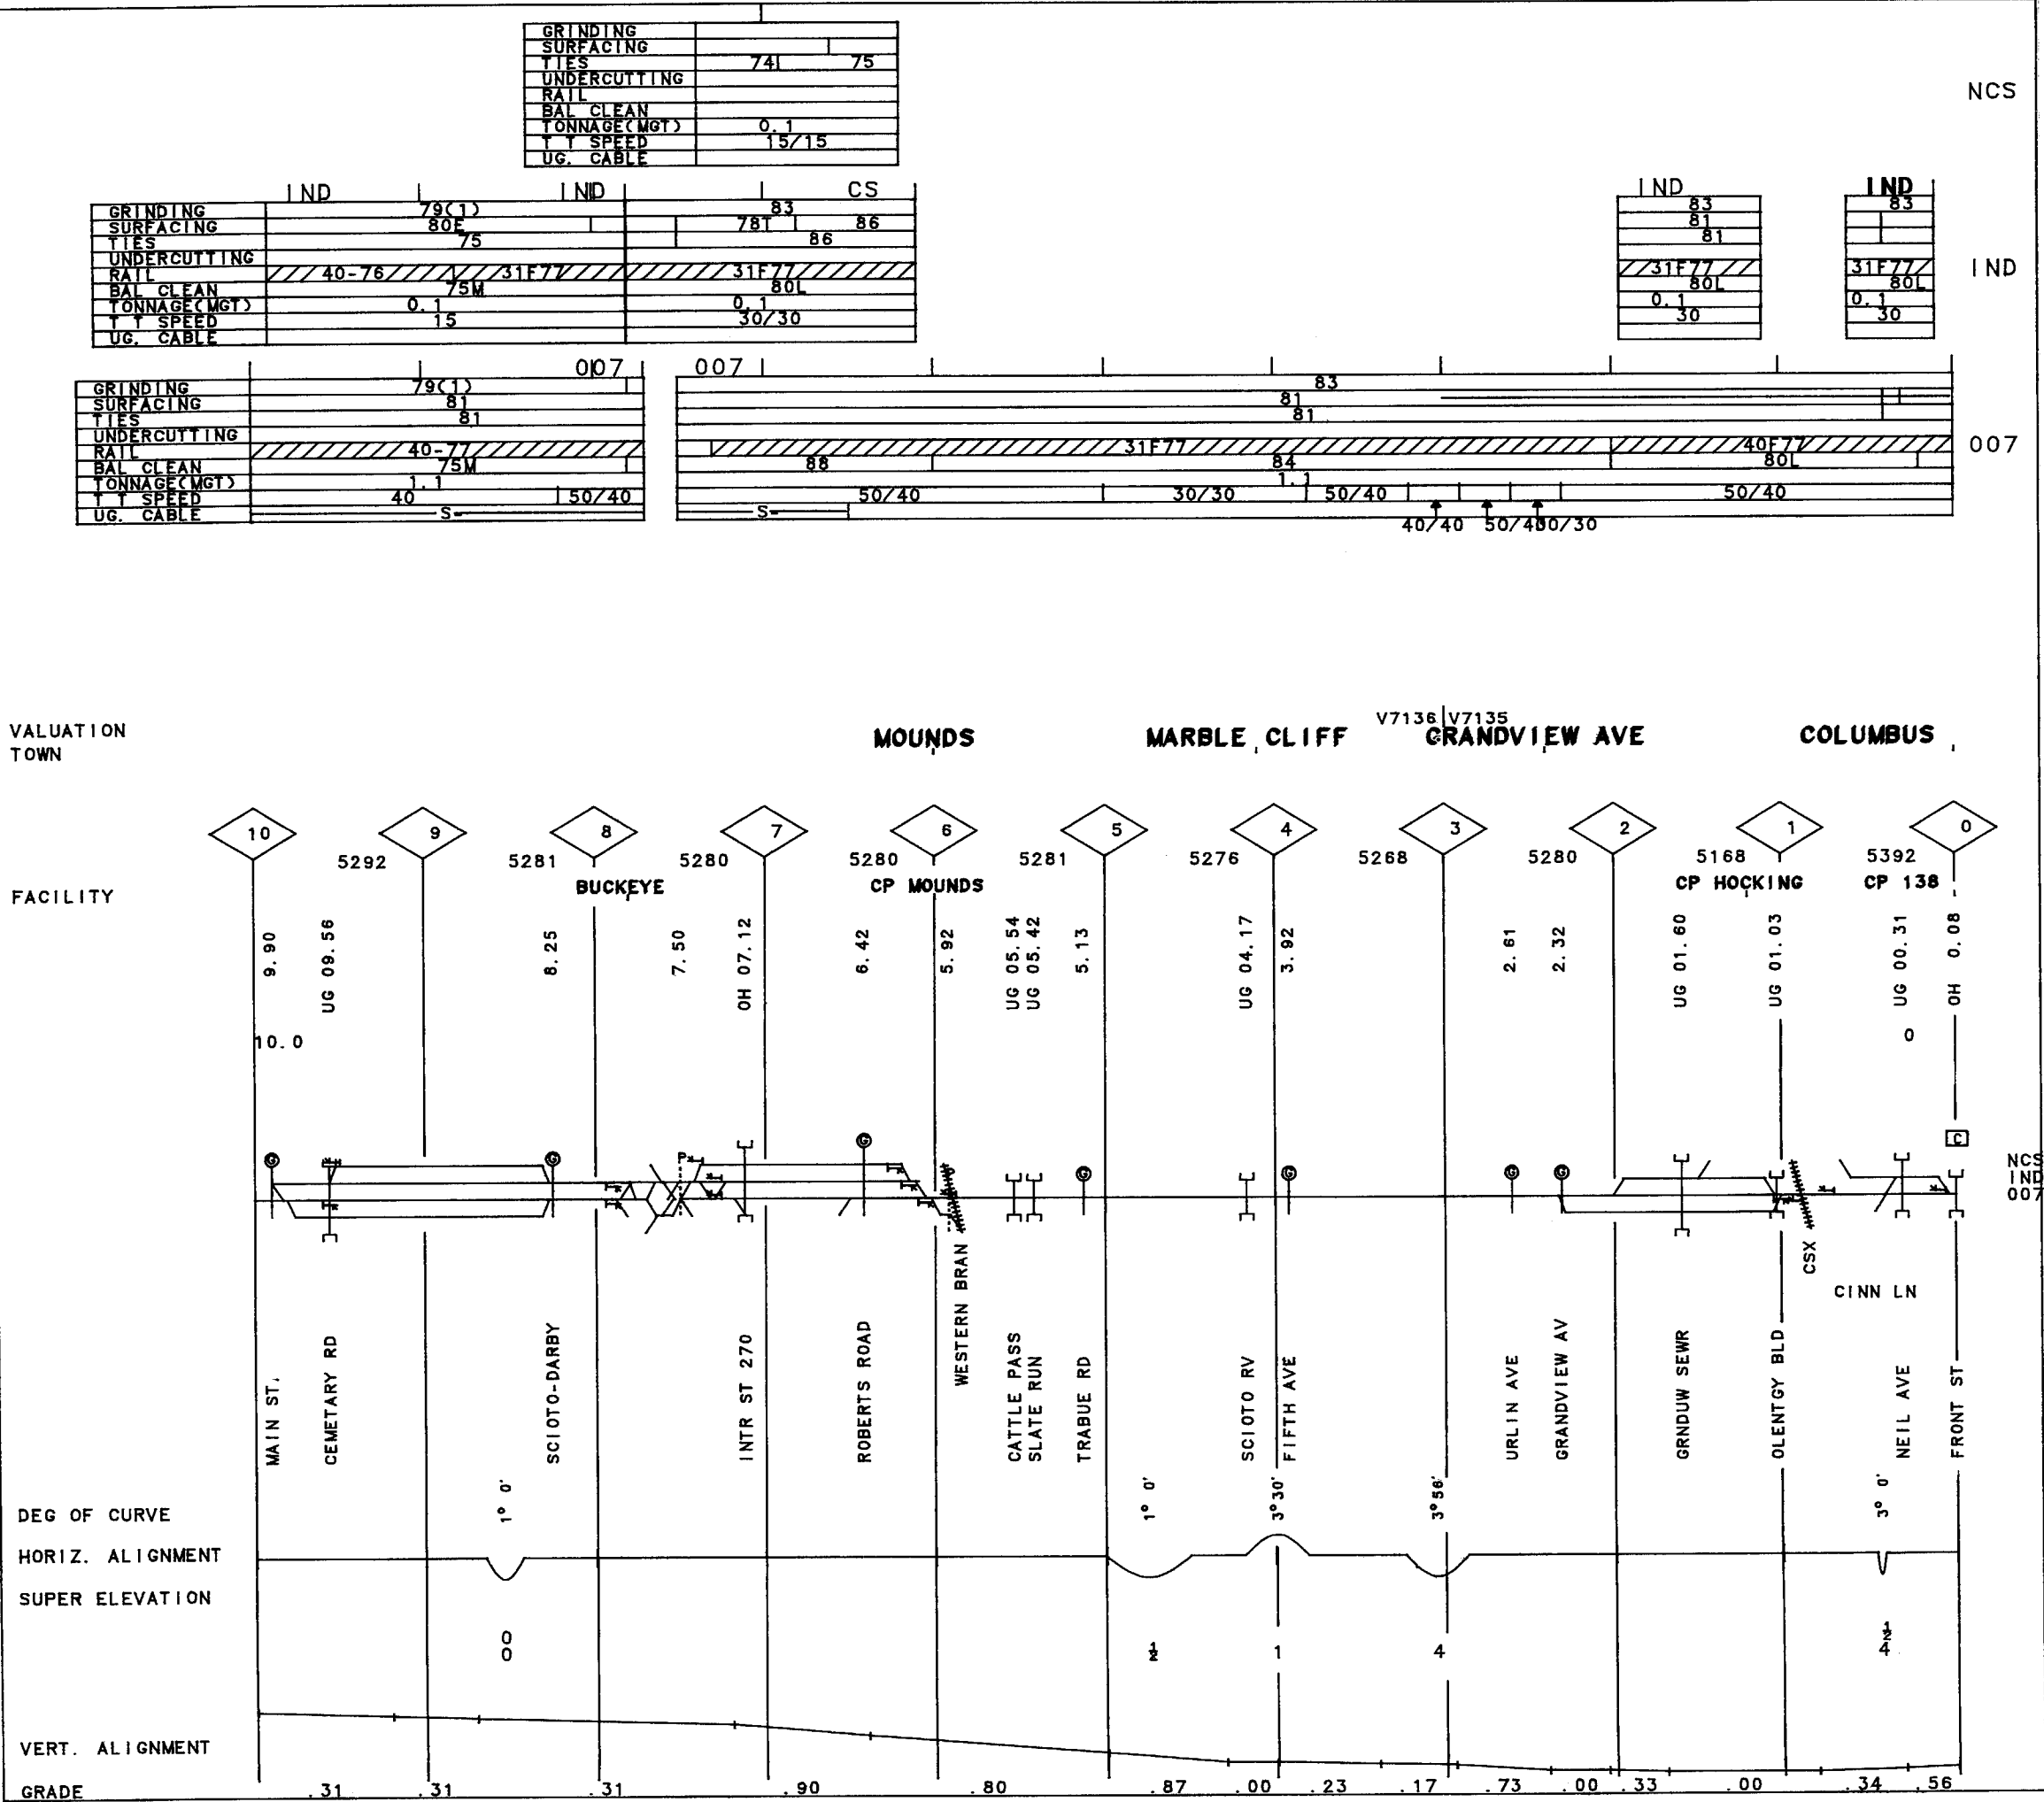 GRINDING
SURFACING
TIES 74 75
UNDERCUTTING
RAIL
BAL CLEAN
TONNAGE(MGT) 0.1
T T SPEED 15/15
UG. CABLE
NCS
IND IND CS IND IND
GRINDING 79(1) 83 83 83
SURFACING 80E 78T 86 81
TIES 75 86 81
UNDERCUTTING
RAIL 40-76 31F77 31F77 31F77 31F77
IND
BAL CLEAN 75M 80L 80L 80L
TONNAGE(MGT) 0.1 0.1 0.1 0.1
T T SPEED 15 30/30 30 30
UG. CABLE
007 007
GRINDING 79(1) 83
SURFACING 81 81
TIES 81 81
UNDERCUTTING
RAIL 40-77 31F77 40F77
007
BAL CLEAN 75M 88 84 80L
TONNAGE(MGT) 1.1 1.1
T T SPEED 40 50/40 50/40 30/30 50/40 50/40
UG. CABLE S S
40/40 50/40 /30
VALUATION V7136 V7135
TOWN MOUNDS MARBLE CLIFF GRANDVIEW AVE COLUMBUS
10 9 8 7 6 5 4 3 2 1 0
5292 5281 5280 5280 5281 5276 5268 5280 5168 5392
FACILITY BUCKEYE CP MOUNDS CP HOCKING CP 138
9.90
UG 09.56
8.25
7.50
OH 07.12
6.42
5.92
UG 05.54
UG 05.42
5.13
UG 04.17
3.92
2.61
2.32
UG 01.60
UG 01.03
UG 00.31
OH 0.08
10.0 0
G G P G G G G G C
NCS
IND
007
MAIN ST.
CEMETARY RD
SCIOTO-DARBY
INTR ST 270
ROBERTS ROAD
WESTERN BRAN
CATTLE PASS
SLATE RUN
TRABUE RD
SCIOTO RV
FIFTH AVE
URLIN AVE
GRANDVIEW AV
GRNDUW SEWR
OLENTGY BLD
CSX
CINN LN
NEIL AVE
FRONT ST
DEG OF CURVE 1° 0' 1° 0' 3°30' 3°56' 3° 0'
HORIZ. ALIGNMENT
SUPER ELEVATION
0 ½
0 ½ 1 4 4
VERT. ALIGNMENT
GRADE .31 .31 .31 .90 .80 .87 .00 .23 .17 .73 .00 .33 .00 .34 .56